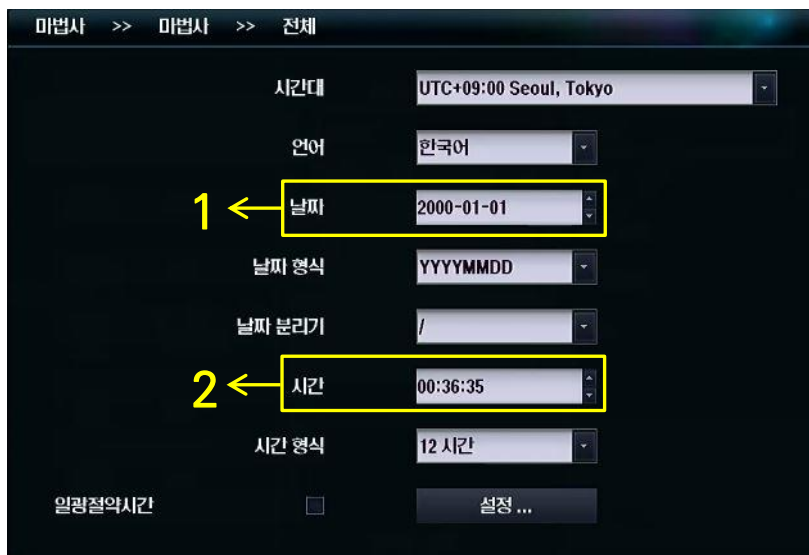 마법사 >> 마법사 >> 전체
시간대 UTC+09:00 Seoul, Tokyo
언어 한국어
1 날짜 2000-01-01
날짜 형식 YYYYMMDD
날짜 분리기 /
2 시간 00:36:35
시간 형식 12 시간
일광절약시간 설정 ...